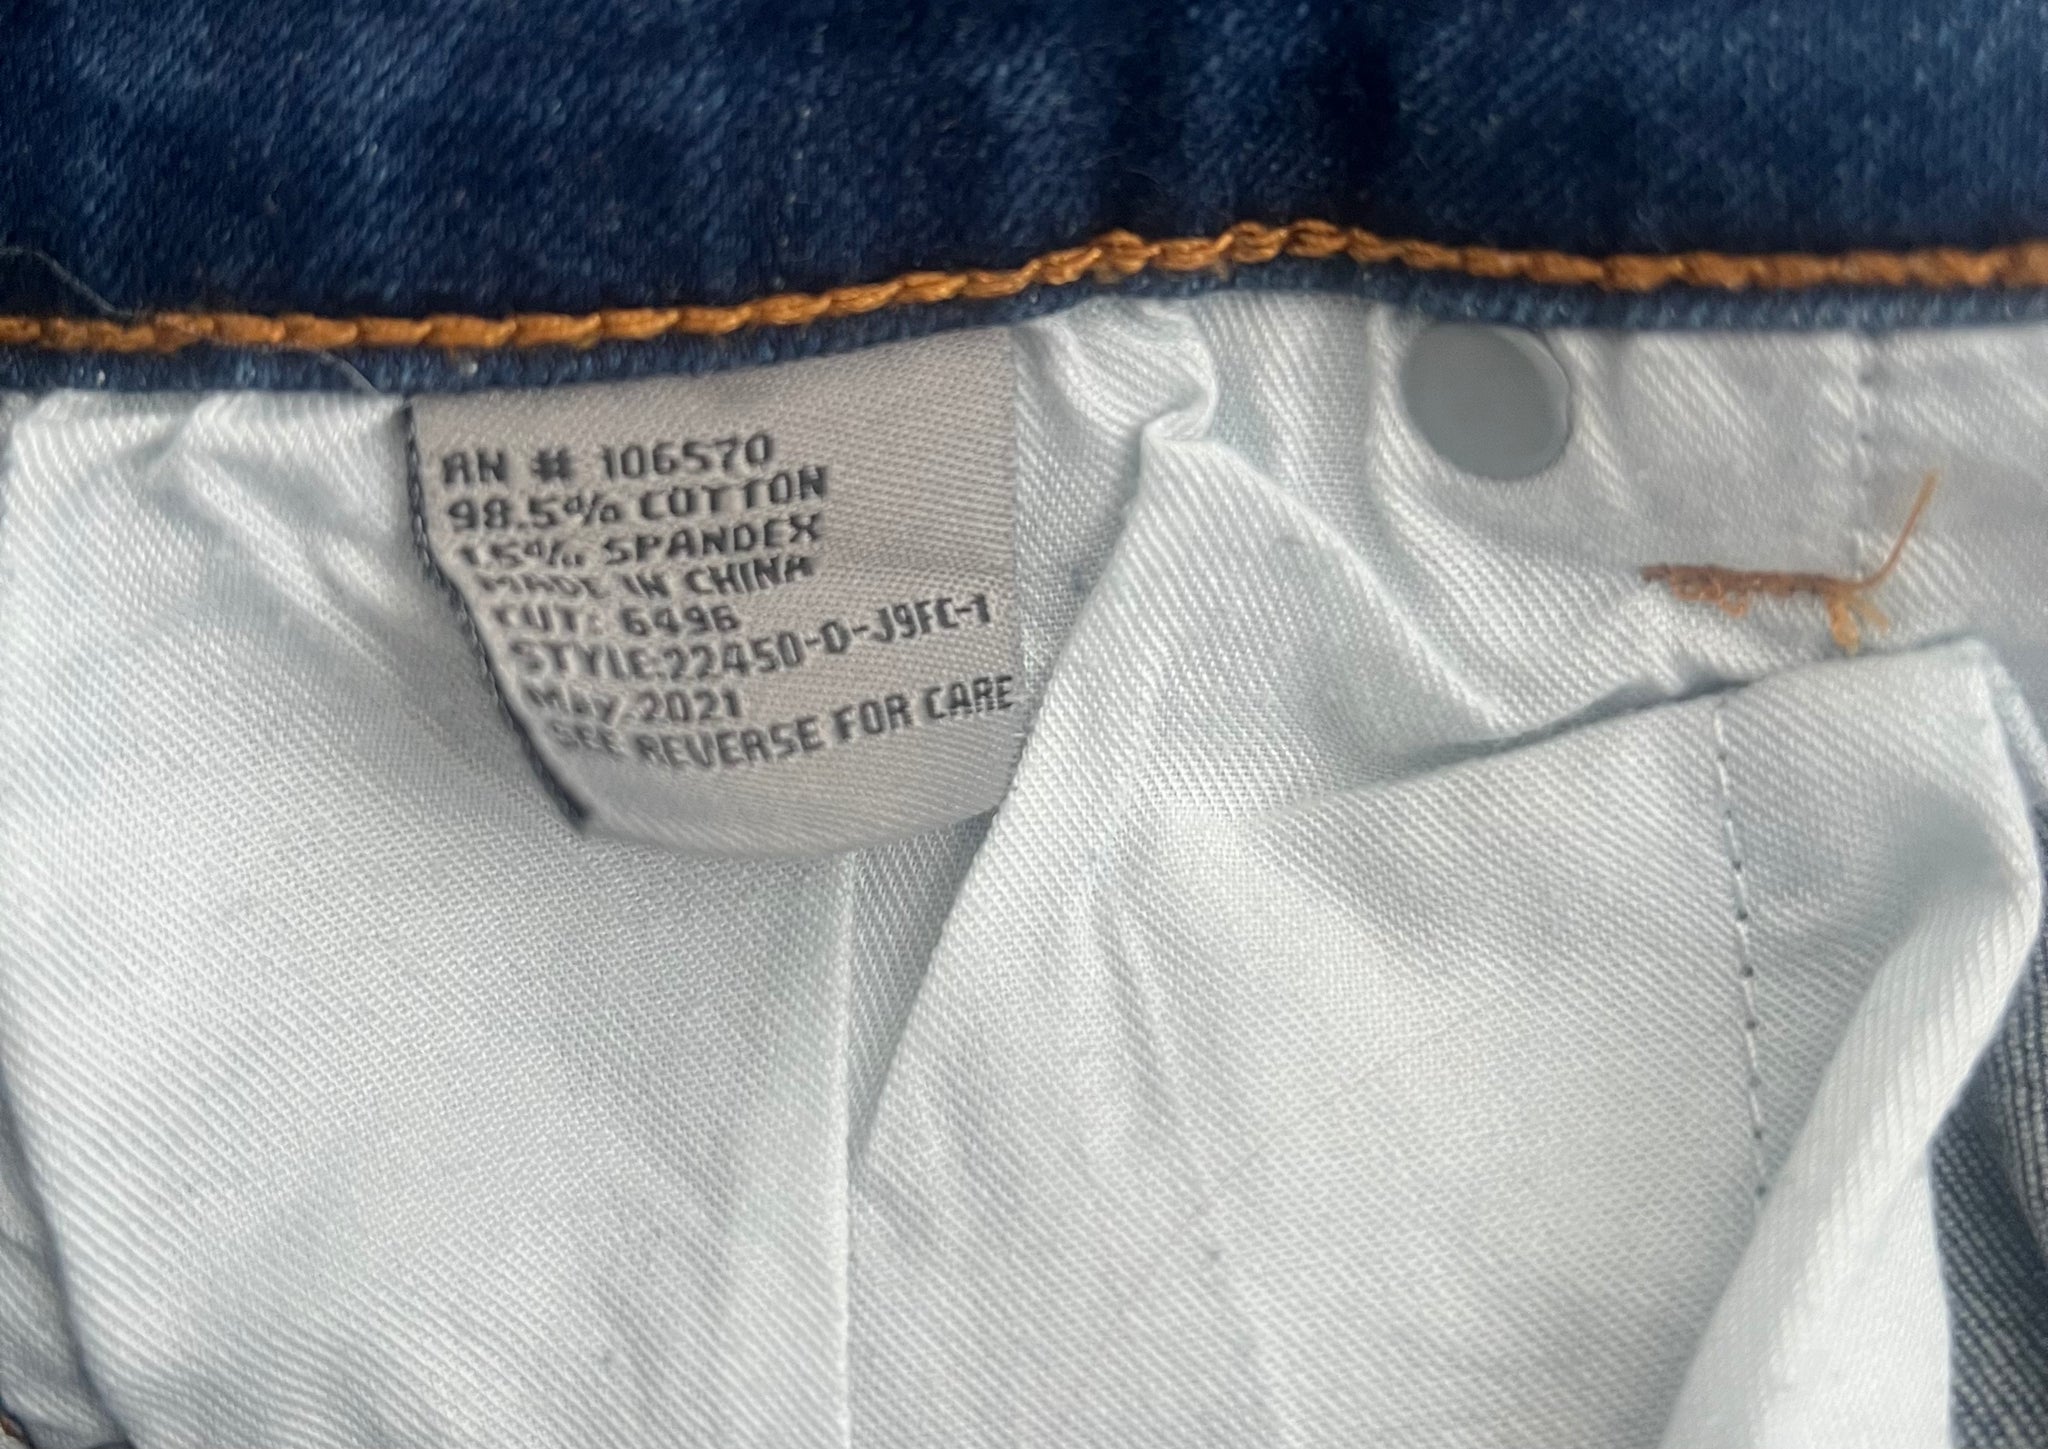 RN # 106570
98.5% COTTON
1.5% SPANDEX
MADE IN CHINA
CUT: 6496
STYLE:22450-D-J9FC-1
MAY, 2021
SEE REVERSE FOR CARE